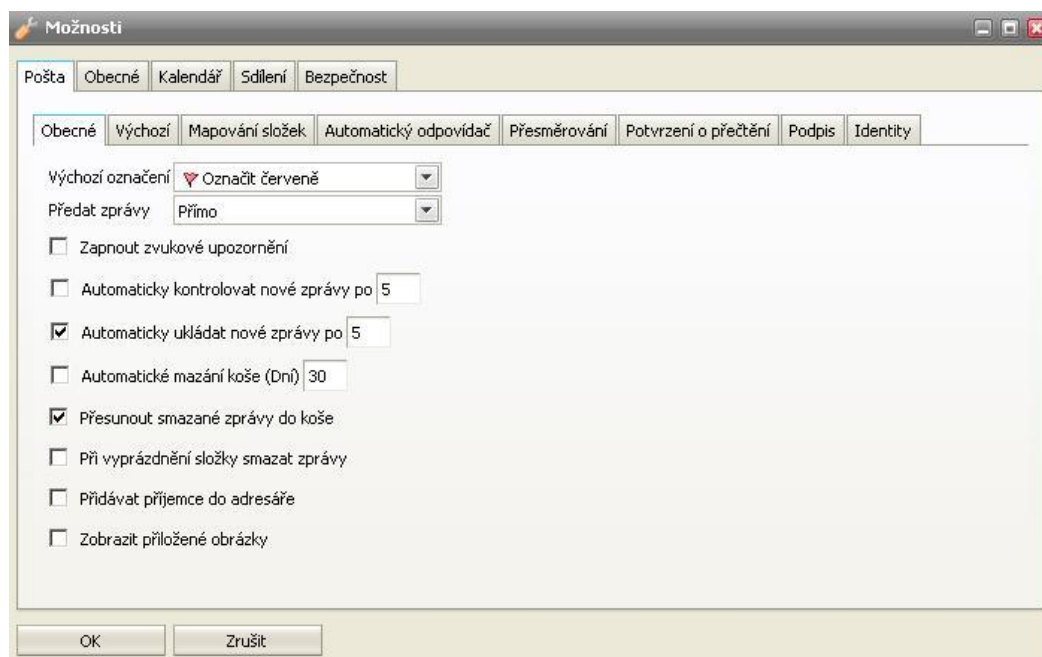 Možnosti
Pošta Obecné Kalendář Sdílení Bezpečnost
Obecné Výchozí Mapování složek Automatický odpovídač Přesměrování Potvrzení o přečtění Podpis Identity
Výchozí označení Označit červeně
Předat zprávy Přímo
Zapnout zvukové upozornění
Automaticky kontrolovat nové zprávy po 5
Automaticky ukládat nové zprávy po 5
Automatické mazání koše (Dní) 30
Přesunout smazané zprávy do koše
Při vyprázdnění složky smazat zprávy
Přidávat příjemce do adresáře
Zobrazit přiložené obrázky
OK Zrušit